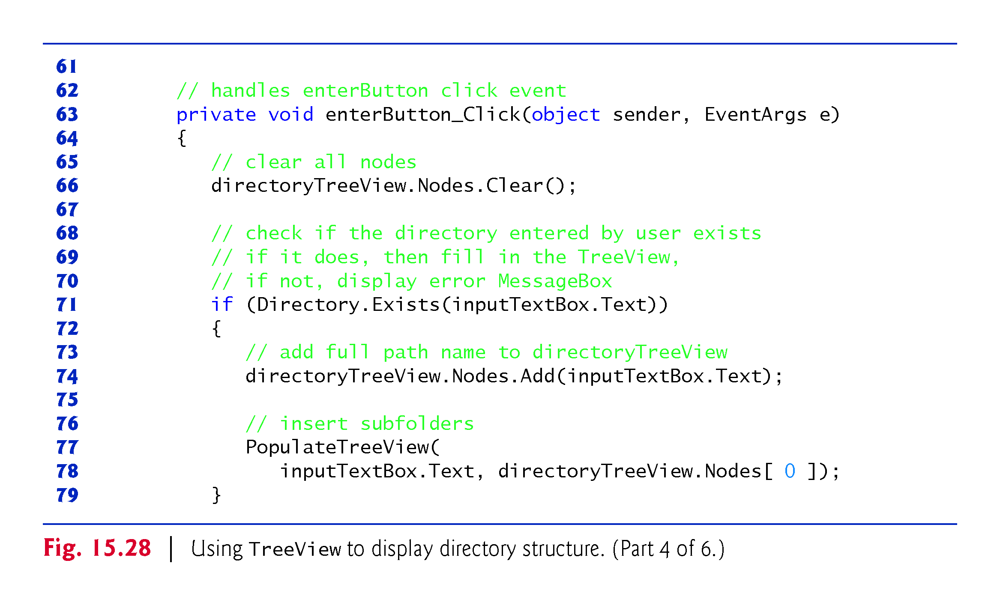 61
62 // handles enterButton click event
63 private void enterButton_Click(object sender, EventArgs e)
64 {
65 // clear all nodes
66 directoryTreeView.Nodes.Clear();
67
68 // check if the directory entered by user exists
69 // if it does, then fill in the TreeView,
70 // if not, display error MessageBox
71 if (Directory.Exists(inputTextBox.Text))
72 {
73 // add full path name to directoryTreeView
74 directoryTreeView.Nodes.Add(inputTextBox.Text);
75
76 // insert subfolders
77 PopulateTreeView(
78 inputTextBox.Text, directoryTreeView.Nodes[ 0 ]);
79 }
Fig. 15.28 | Using TreeView to display directory structure. (Part 4 of 6.)